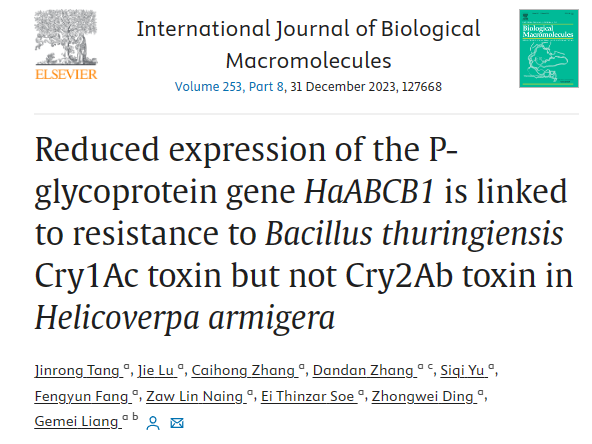 International Journal of Biological
Macromolecules
ELSEVIER
Volume 253, Part 8, 31 December 2023, 127668
Biological
Macromolecules
Reduced expression of the P-
glycoprotein gene HaABCB1 is linked
to resistance to Bacillus thuringiensis
Cry1Ac toxin but not Cry2Ab toxin in
Helicoverpa armigera
Jinrong Tang a, Jie Lu a, Caihong Zhang a, Dandan Zhang a c, Siqi Yu a,
Fengyun Fang a, Zaw Lin Naing a, Ei Thinzar Soe a, Zhongwei Ding a,
Gemei Liang a b